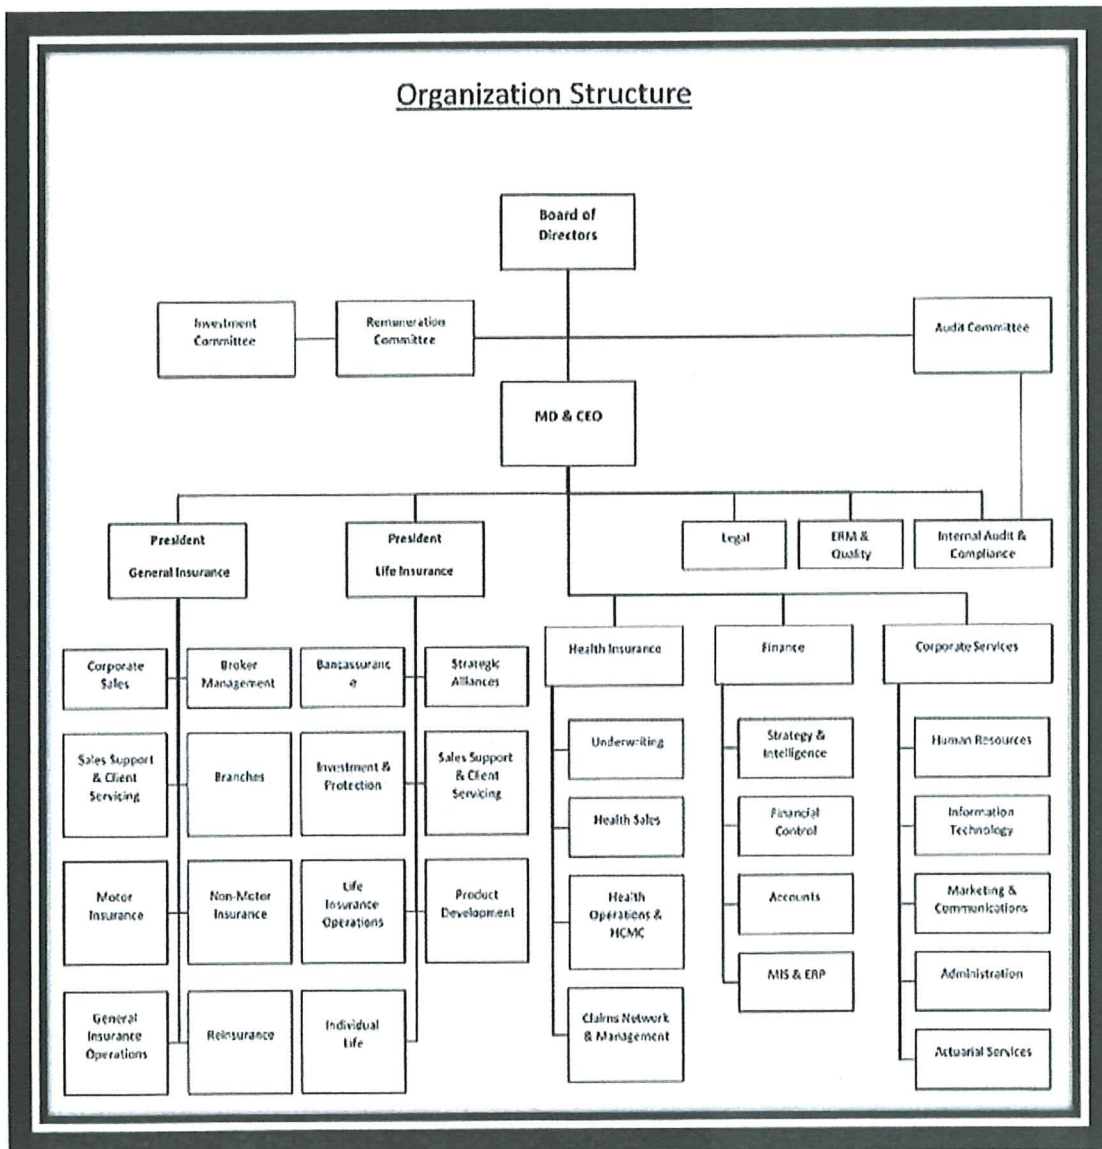 Organization Structure
Board of
Directors
Investment
Committee
Remuneration
Committee
Audit Committee
MD & CEO
President
General Insurance
President
Life Insurance
Legal
ERM &
Quality
Internal Audit &
Compliance
Health Insurance
Finance
Corporate Services
Corporate
Sales
Broker
Management
Bancassuranc
e
Strategic
Alliances
Underwriting
Strategy &
Intelligence
Human Resources
Sales Support
& Client
Servicing
Branches
Investment &
Protection
Sales Support
& Client
Servicing
Health Sales
Financial
Control
Information
Technology
Motor
Insurance
Non-Motor
Insurance
Life
Insurance
Operations
Product
Development
Health
Operations &
HCMC
Accounts
Marketing &
Communications
MIS & ERP
Administration
General
Insurance
Operations
Reinsurance
Individual
Life
Claims Network
& Management
Actuarial Services